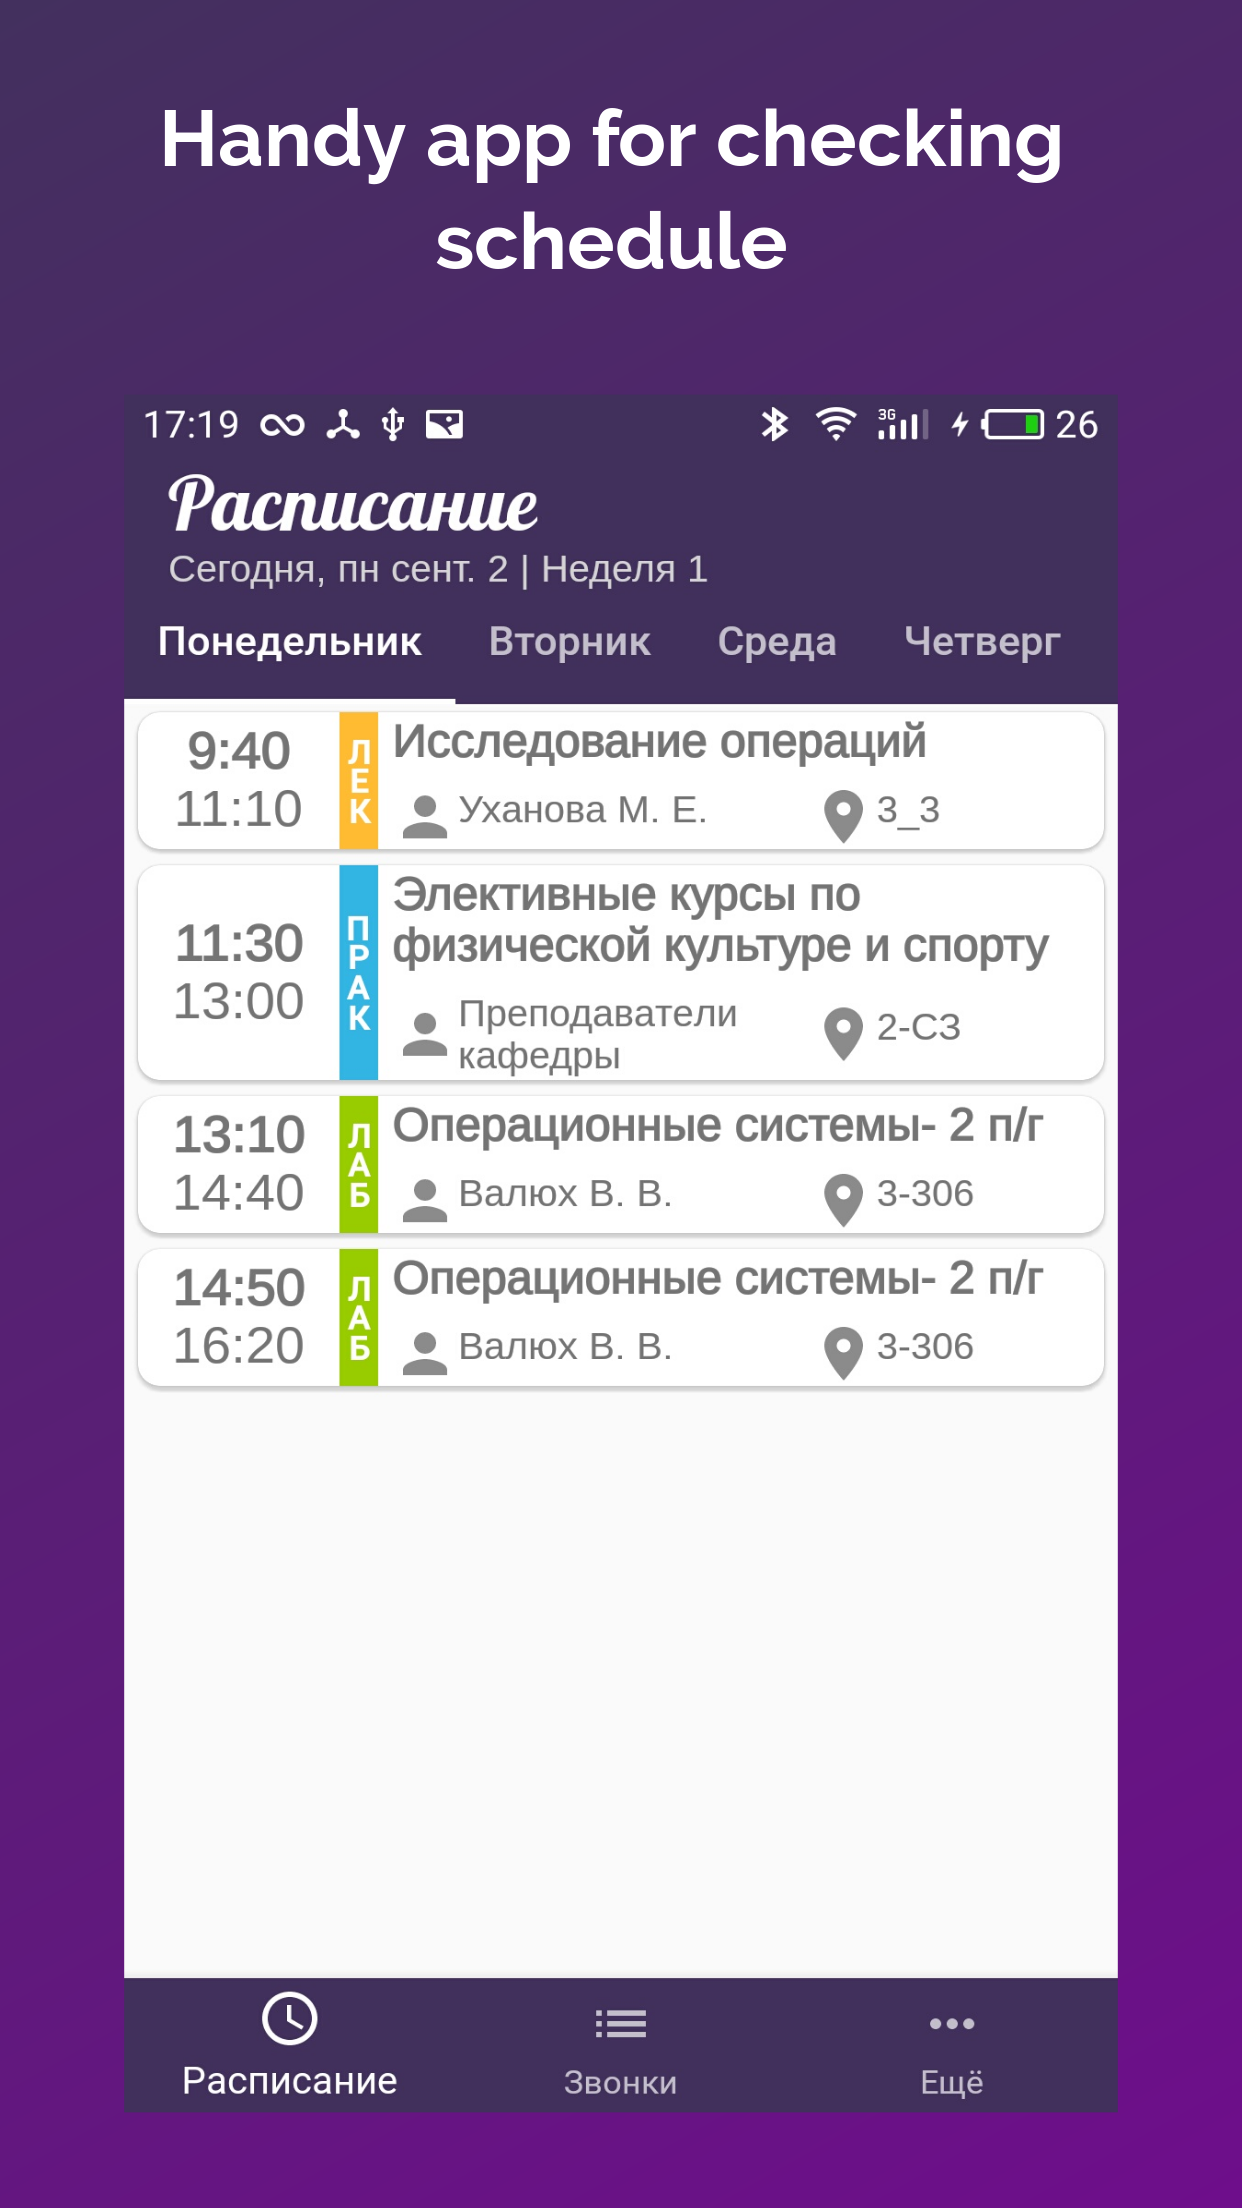 Handy app for checking
schedule
17:19 3G 26
Расписание
Сегодня, пн сент. 2 | Неделя 1
Понедельник Вторник Среда Четверг
9:40
11:10
ЛЕК
Исследование операций
Уханова М. Е. 3_3
11:30
13:00
ПРАК
Элективные курсы по
физической культуре и спорту
Преподаватели
кафедры
2-СЗ
13:10
14:40
ЛАБ
Операционные системы- 2 п/г
Валюх В. В. 3-306
14:50
16:20
ЛАБ
Операционные системы- 2 п/г
Валюх В. В. 3-306
Расписание Звонки Ещё